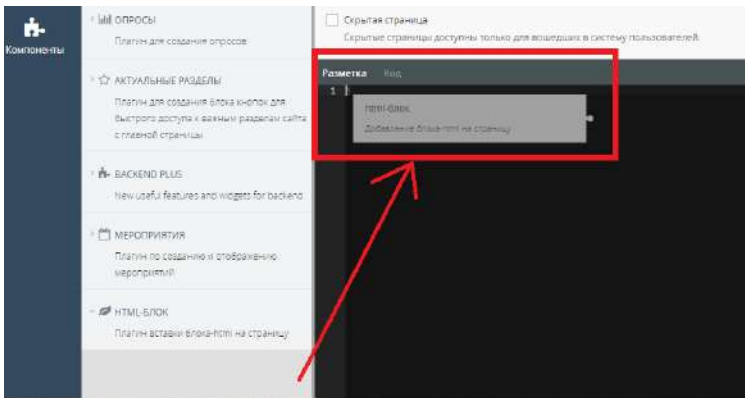 Компоненты
ОПРОСЫ
Плагин для создания опросов
АКТУАЛЬНЫЕ РАЗДЕЛЫ
Плагин для создания блока кнопок для
быстрого доступа к важным разделам сайта
с главной страницы
BACKEND PLUS
New useful features and widgets for backend
МЕРОПРИЯТИЯ
Плагин по созданию и отображению
мероприятий
HTML-БЛОК
Плагин вставки блока-html на страницу
Скрытая страница
Скрытые страницы доступны только для вошедших в систему пользователей.
Разметка Код
1
html-блок
Добавление блока-html на страницу